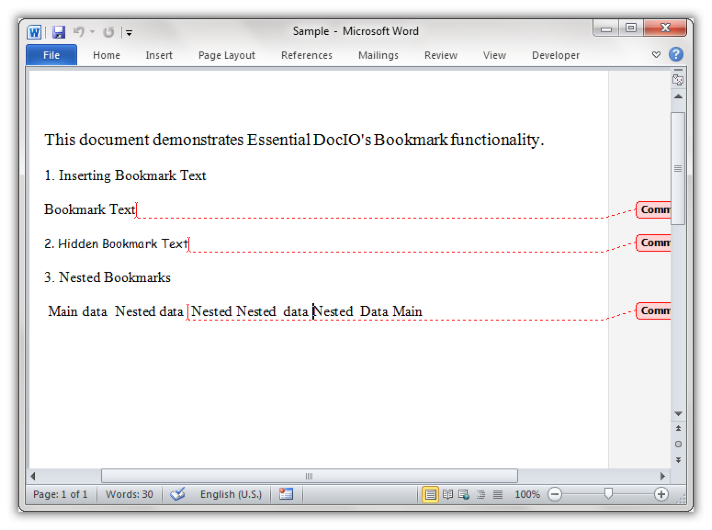 Sample - Microsoft Word
File Home Insert Page Layout References Mailings Review View Developer
This document demonstrates Essential DocIO's Bookmark functionality.
1. Inserting Bookmark Text
Bookmark Text Comm
2. Hidden Bookmark Text Comm
3. Nested Bookmarks
Main data Nested data Nested Nested data Nested Data Main Comm
Page: 1 of 1 Words: 30 English (U.S.) 100%